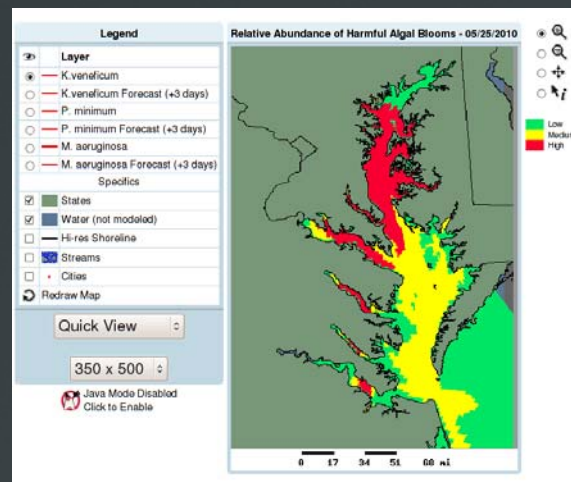 Legend
Layer
K.veneficum
K.veneficum Forecast (+3 days)
P. minimum
P. minimum Forecast (+3 days)
M. aeruginosa
M. aeruginosa Forecast (+3 days)
Specifics
States
Water (not modeled)
Hi-res Shoreline
Streams
Cities
Redraw Map
Quick View
350 x 500
Java Mode Disabled
Click to Enable
Relative Abundance of Harmful Algal Blooms - 05/25/2010
0 17 34 51 68 mi
i
Low
Medium
High